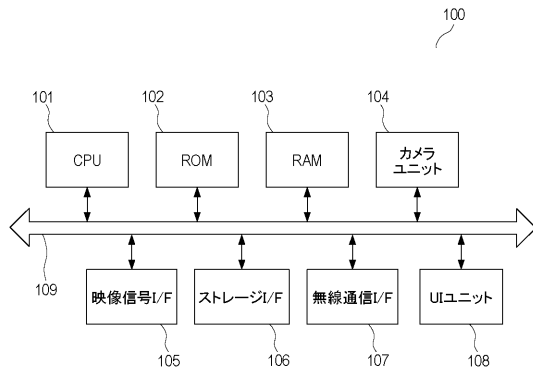 100
101
102
103
104
CPU
ROM
RAM
カメラ
ユニット
109
映像信号I/F
ストレージI/F
無線通信I/F
UIユニット
105
106
107
108